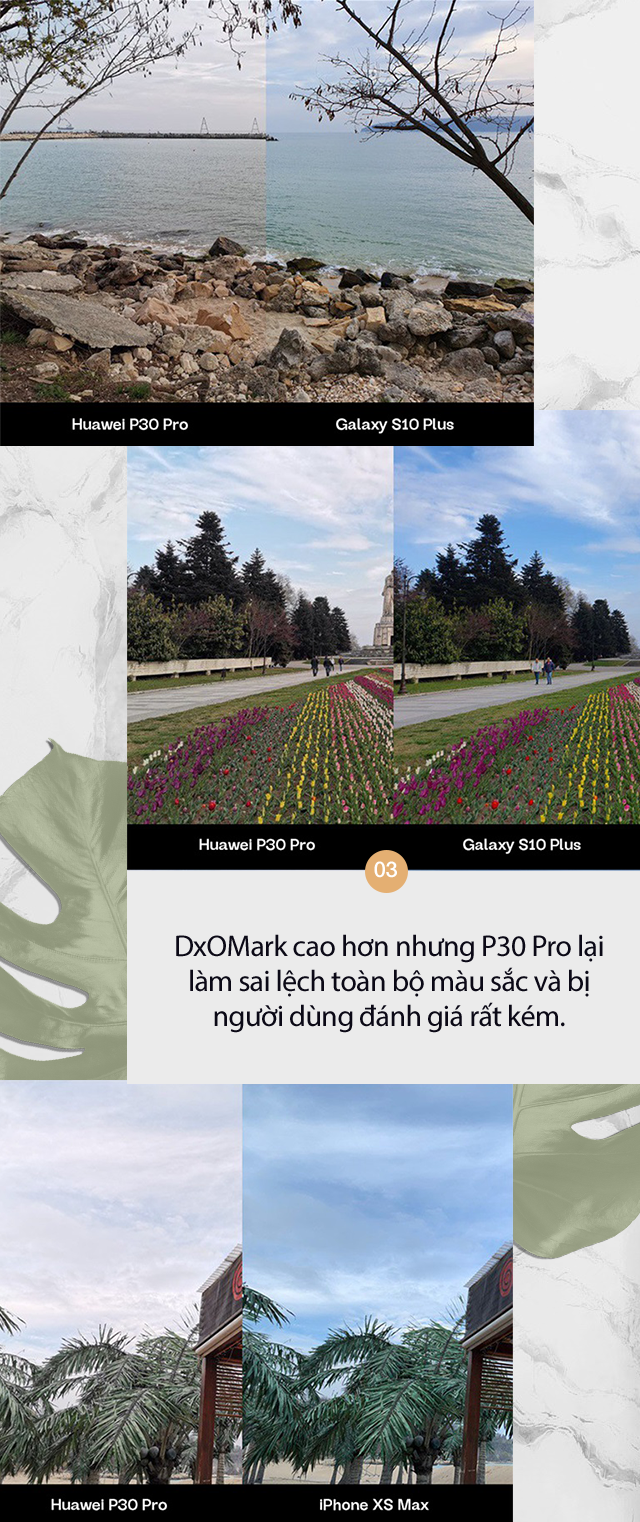 Huawei P30 Pro
Galaxy S10 Plus
Huawei P30 Pro
Galaxy S10 Plus
03
DxOMark cao hơn nhưng P30 Pro lại
làm sai lệch toàn bộ màu sắc và bị
người dùng đánh giá rất kém.
Huawei P30 Pro
iPhone XS Max